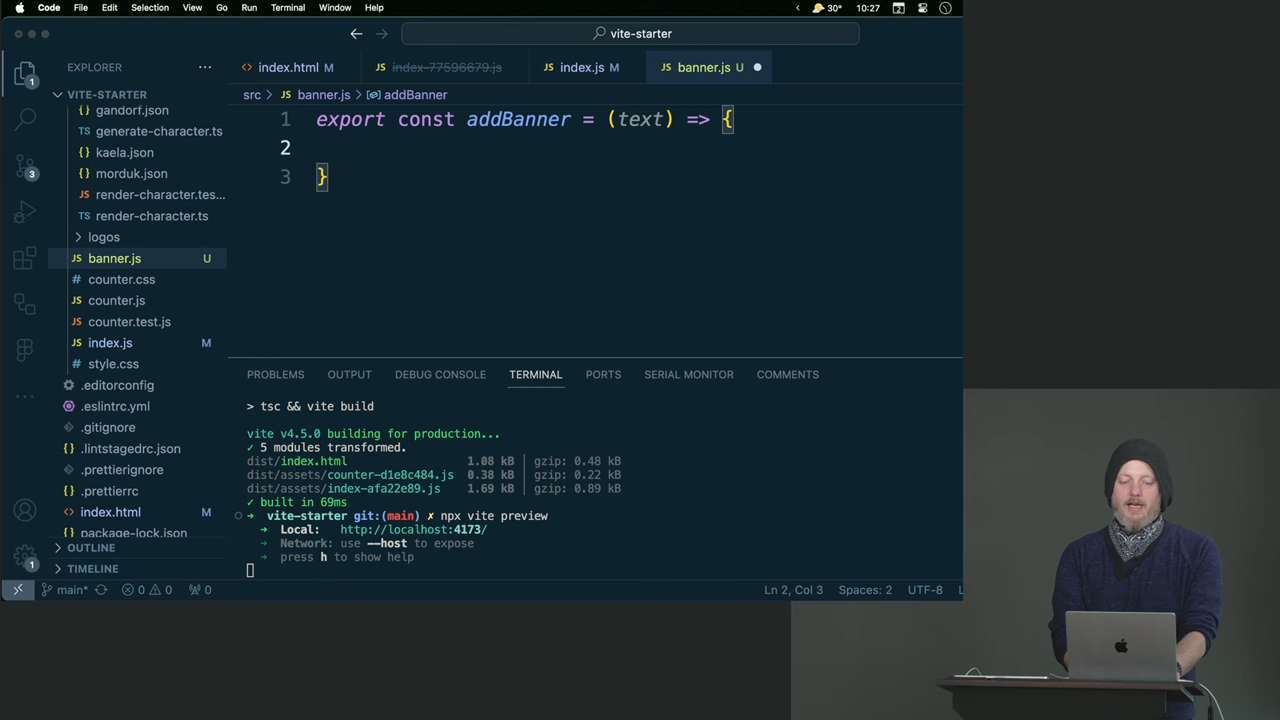 Code File Edit Selection View Go Run Terminal Window Help 30° 10:27
vite-starter
EXPLORER
index.html M index-77596679.js index.js M banner.js U
VITE-STARTER
src > banner.js > addBanner
gandorf.json
generate-character.ts
kaela.json
morduk.json
render-character.tes...
render-character.ts
logos
banner.js U
counter.css
counter.js
counter.test.js
index.js M
style.css
.editorconfig
.eslintrc.yml
.gitignore
.lintstagedrc.json
.prettierignore
.prettierrc
index.html M
package-lock.json
OUTLINE
TIMELINE
1 export const addBanner = (text) => {
2
3 }
PROBLEMS OUTPUT DEBUG CONSOLE TERMINAL PORTS SERIAL MONITOR COMMENTS
> tsc && vite build
vite v4.5.0 building for production...
✓ 5 modules transformed.
dist/index.html 1.08 kB │ gzip: 0.48 kB
dist/assets/counter-d1e8c484.js 0.38 kB │ gzip: 0.22 kB
dist/assets/index-afa22e89.js 1.69 kB │ gzip: 0.89 kB
✓ built in 69ms
➜ vite-starter git:(main) ✗ npx vite preview
➜ Local: http://localhost:4173/
➜ Network: use --host to expose
➜ press h to show help
main* 0 0 0 Ln 2, Col 3 Spaces: 2 UTF-8
1
3
1